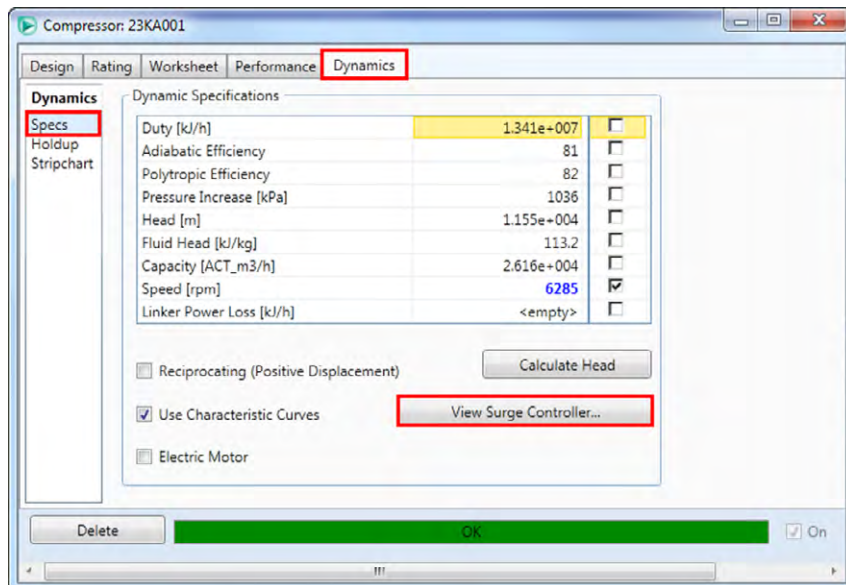 Compressor: 23KA001
Design Rating Worksheet Performance Dynamics
Dynamics
Specs
Holdup
Stripchart
Dynamic Specifications
Duty [kJ/h] 1.341e+007
Adiabatic Efficiency 81
Polytropic Efficiency 82
Pressure Increase [kPa] 1036
Head [m] 1.155e+004
Fluid Head [kJ/kg] 113.2
Capacity [ACT_m3/h] 2.616e+004
Speed [rpm] 6285
Linker Power Loss [kJ/h] <empty>
Reciprocating (Positive Displacement) Calculate Head
Use Characteristic Curves View Surge Controller...
Electric Motor
Delete OK On